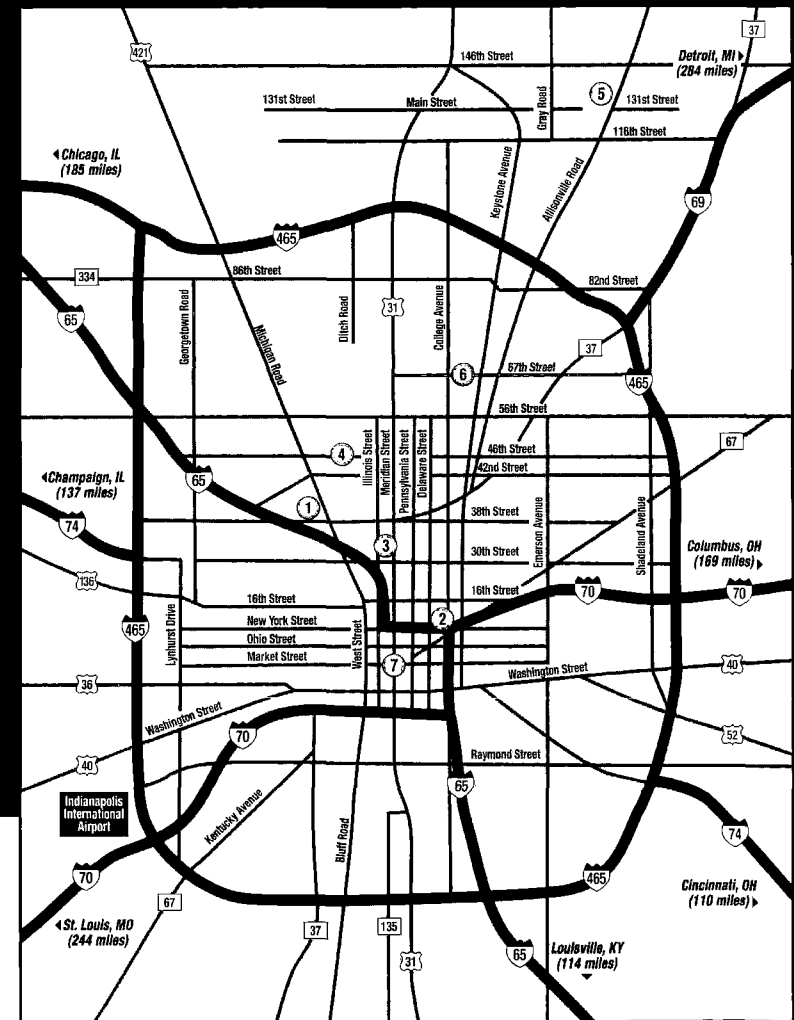 37
421
146th Street
Detroit, MI
(284 miles)
131st Street
Main Street
Gray Road
5
131st Street
116th Street
Chicago, IL
(185 miles)
Keystone Avenue
Allisonville Road
69
465
334
86th Street
82nd Street
65
Georgetown Road
Michigan Road
Ditch Road
31
College Avenue
37
6
67th Street
465
56th Street
Illinois Street
Meridian Street
Pennsylvania Street
Delaware Street
67
4
46th Street
42nd Street
Champaign, IL
(137 miles)
65
74
1
38th Street
Emerson Avenue
Shadeland Avenue
3
30th Street
Columbus, OH
(169 miles)
136
16th Street
16th Street
70
70
465
Lynhurst Drive
New York Street
Ohio Street
Market Street
West Street
2
7
36
Washington Street
40
Washington Street
70
52
40
Raymond Street
65
Indianapolis
International
Airport
Kentucky Avenue
Bluff Road
74
70
465
Cincinnati, OH
(110 miles)
67
St. Louis, MO
(244 miles)
37
135
31
65
Louisville, KY
(114 miles)